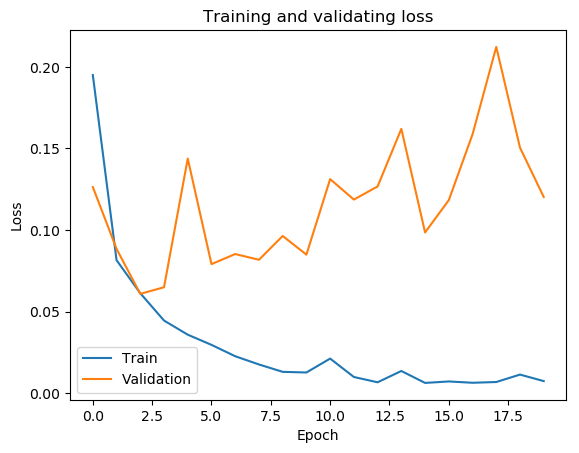 Training and validating loss
Loss
0.20
0.15
0.10
0.05
0.00
Train
Validation
0.0 2.5 5.0 7.5 10.0 12.5 15.0 17.5
Epoch